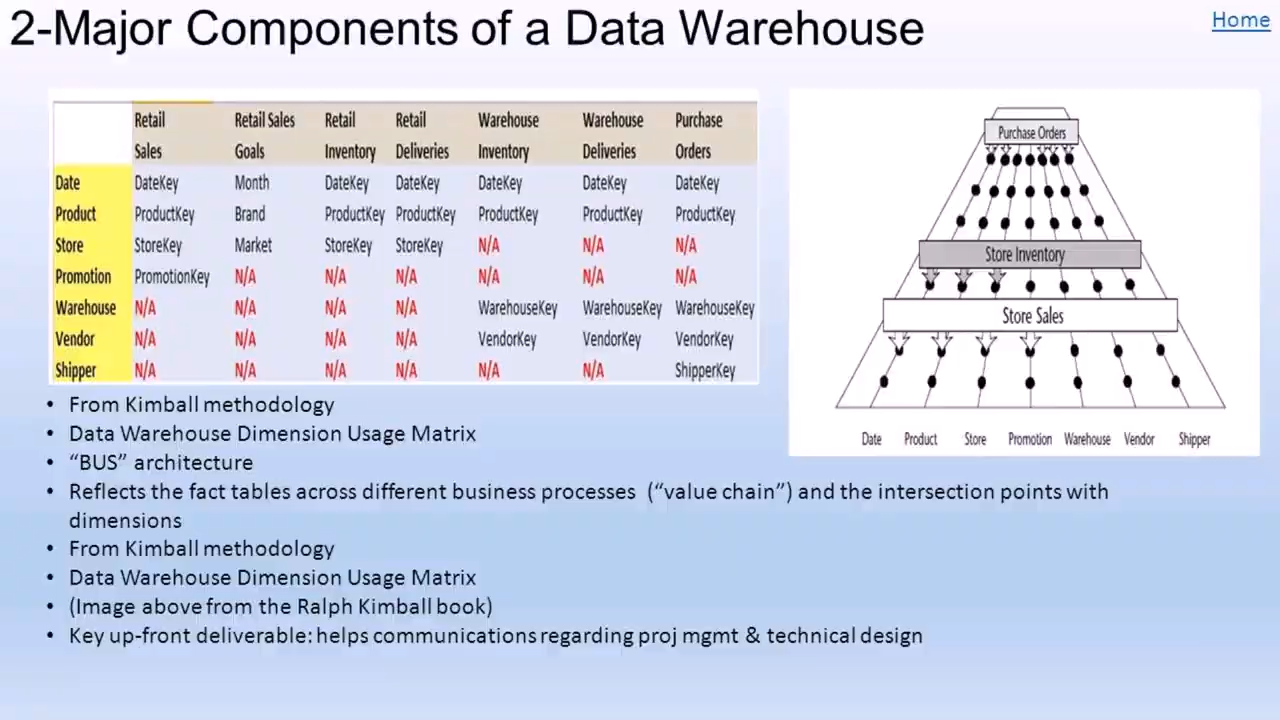 2-Major Components of a Data Warehouse
Home
Retail Sales Retail Sales Goals Retail Inventory Retail Deliveries Warehouse Inventory Warehouse Deliveries Purchase Orders
Date DateKey Month DateKey DateKey DateKey DateKey DateKey
Product ProductKey Brand ProductKey ProductKey ProductKey ProductKey ProductKey
Store StoreKey Market StoreKey StoreKey N/A N/A N/A
Promotion PromotionKey N/A N/A N/A N/A N/A N/A
Warehouse N/A N/A N/A N/A WarehouseKey WarehouseKey WarehouseKey
Vendor N/A N/A N/A N/A VendorKey VendorKey VendorKey
Shipper N/A N/A N/A N/A N/A N/A ShipperKey
Purchase Orders
Store Inventory
Store Sales
Date Product Store Promotion Warehouse Vendor Shipper
• From Kimball methodology
• Data Warehouse Dimension Usage Matrix
• “BUS” architecture
• Reflects the fact tables across different business processes (“value chain”) and the intersection points with
dimensions
• From Kimball methodology
• Data Warehouse Dimension Usage Matrix
• (Image above from the Ralph Kimball book)
• Key up-front deliverable: helps communications regarding proj mgmt & technical design